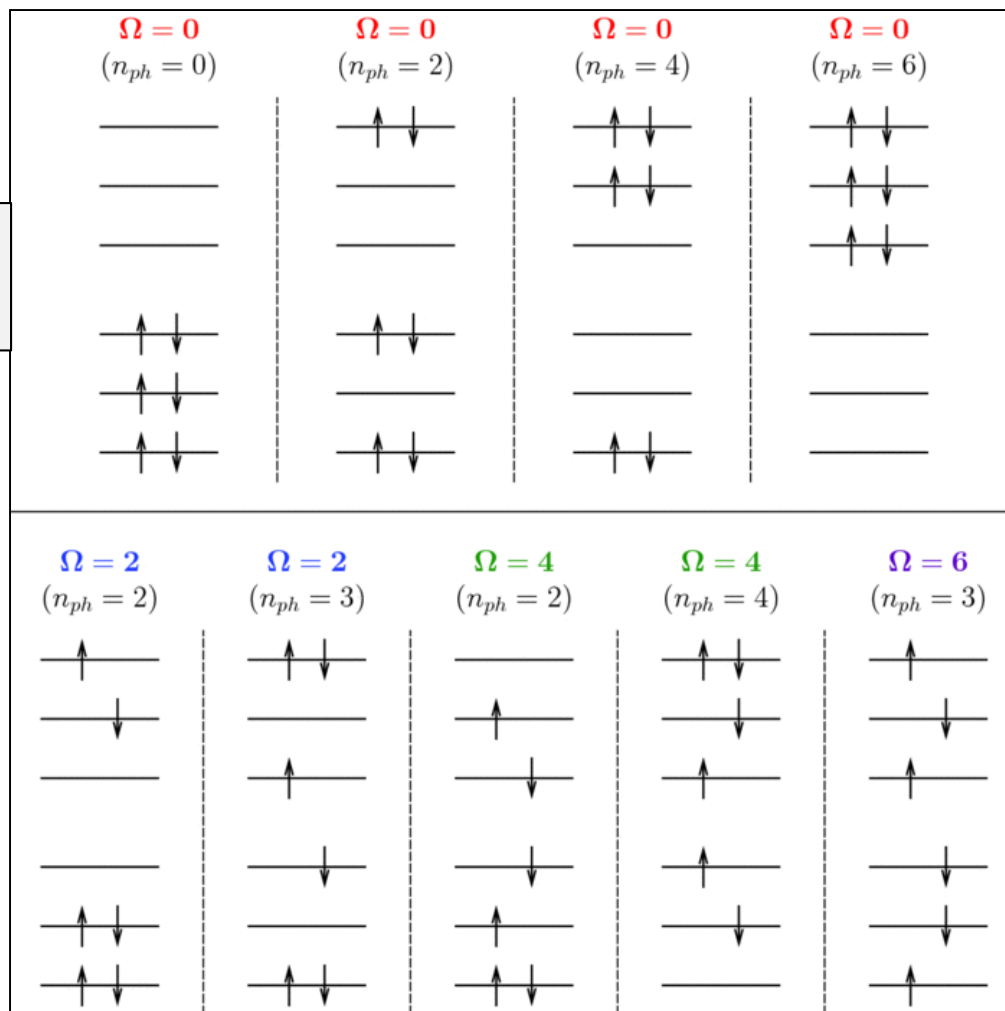 Ω = 0 Ω = 0 Ω = 0 Ω = 0
(n_ph = 0) (n_ph = 2) (n_ph = 4) (n_ph = 6)
Ω = 2 Ω = 2 Ω = 4 Ω = 4 Ω = 6
(n_ph = 2) (n_ph = 3) (n_ph = 2) (n_ph = 4) (n_ph = 3)